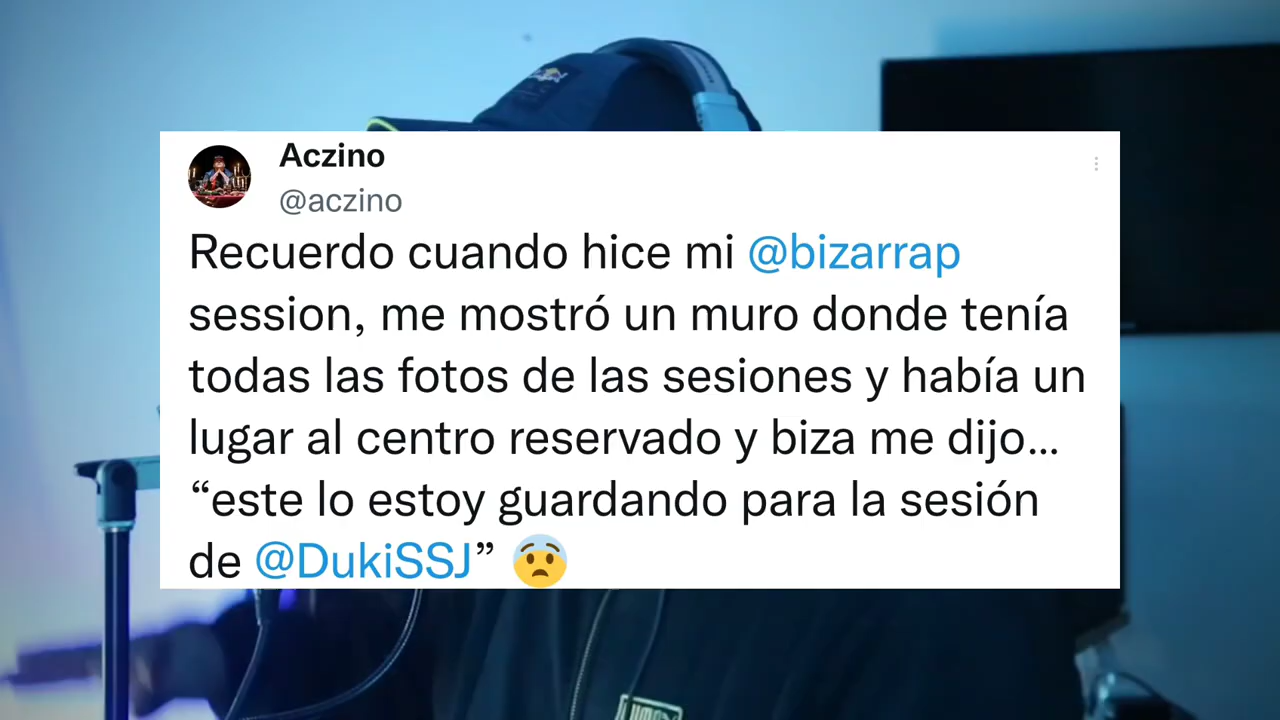 Aczino
@aczino
Recuerdo cuando hice mi @bizarrap
session, me mostró un muro donde tenía
todas las fotos de las sesiones y había un
lugar al centro reservado y biza me dijo...
“este lo estoy guardando para la sesión
de @DukiSSJ” 😨